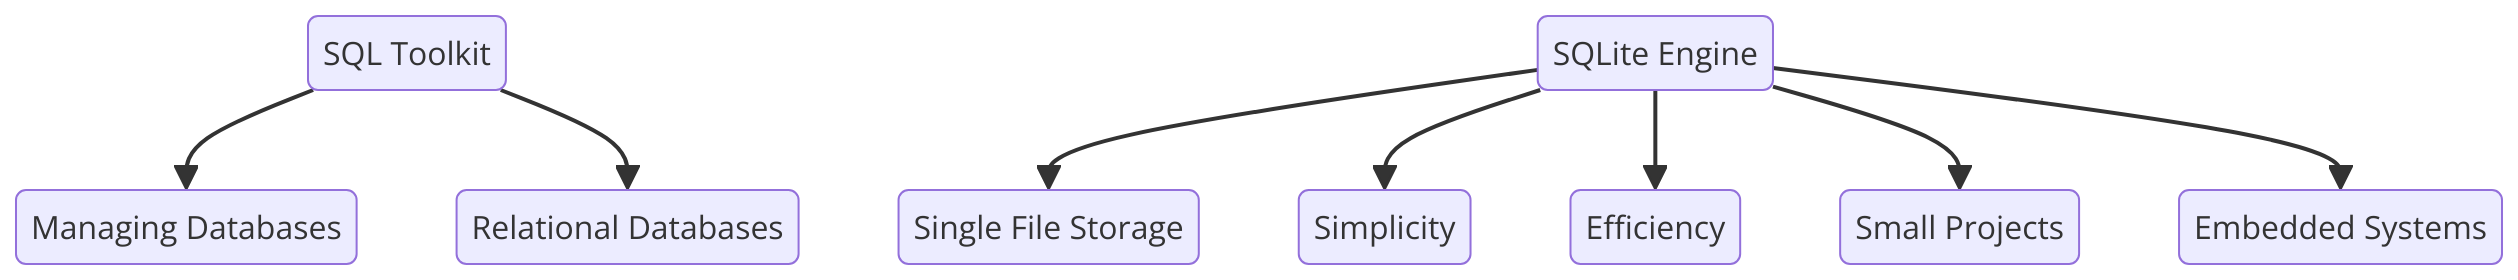 SQL Toolkit
SQLite Engine
Managing Databases
Relational Databases
Single File Storage
Simplicity
Efficiency
Small Projects
Embedded Systems